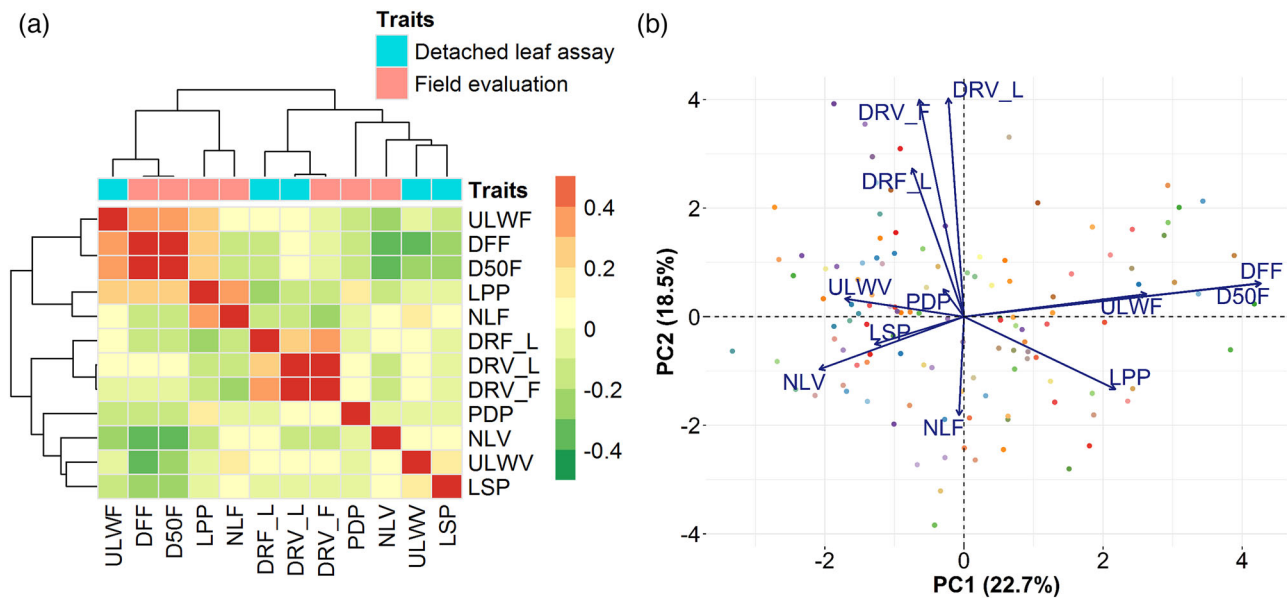 (a)
Traits
Detached leaf assay
Field evaluation
Traits
ULWF
DFF
D50F
LPP
NLF
DRF_L
DRV_L
DRV_F
PDP
NLV
ULWV
LSP
0.4
0.2
0
-0.2
-0.4
ULWF
DFF
D50F
LPP
NLF
DRF_L
DRV_L
DRV_F
PDP
NLV
ULWV
LSP
(b)
PC2 (18.5%)
4
2
0
-2
-4
DRV_F
DRV_L
DRF_L
ULWV
PDP
LSP
NLV
NLF
DFF
D50F
ULWF
LPP
-2
0
2
4
PC1 (22.7%)